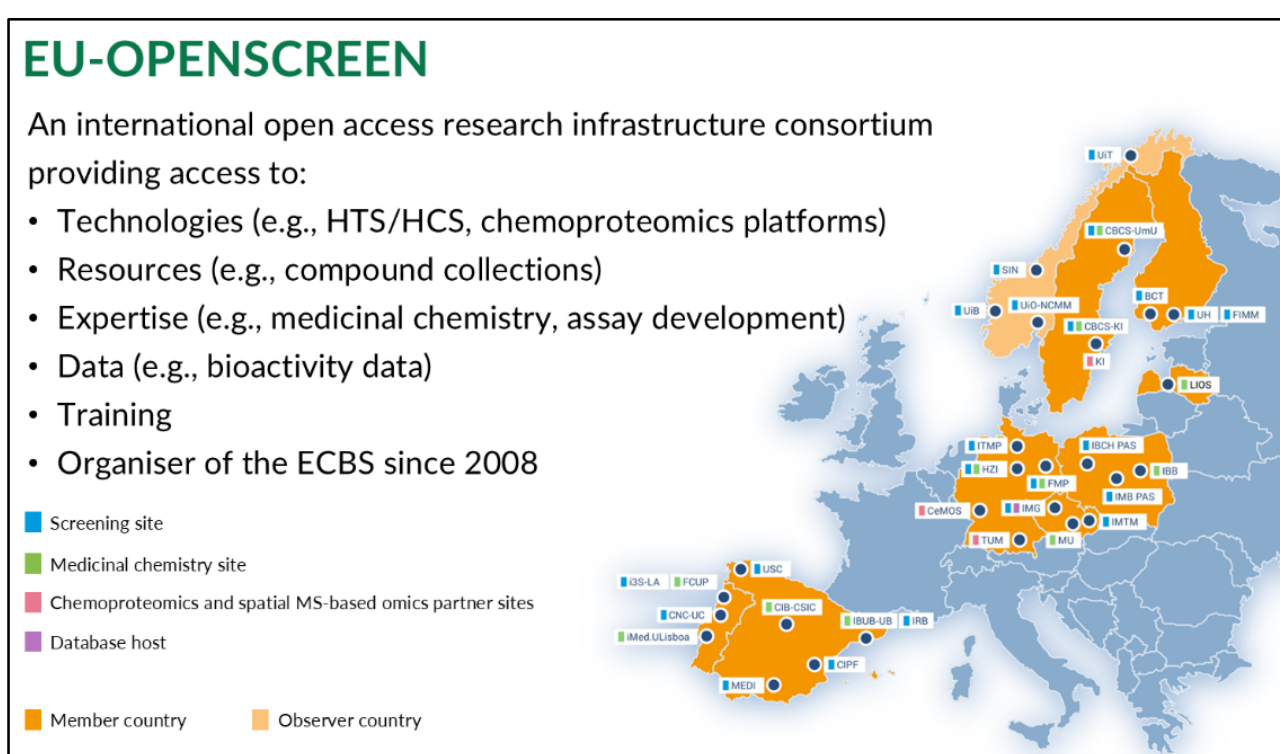 EU-OPENSCREEN
An international open access research infrastructure consortium
providing access to:
• Technologies (e.g., HTS/HCS, chemoproteomics platforms)
• Resources (e.g., compound collections)
• Expertise (e.g., medicinal chemistry, assay development)
• Data (e.g., bioactivity data)
• Training
• Organiser of the ECBS since 2008
Screening site
Medicinal chemistry site
Chemoproteomics and spatial MS-based omics partner sites
Database host
Member country
Observer country
UiT
CBCS-UmU
SIN
BCT
UiB
UiO-NCMM
UH
FIMM
CBCS-KI
KI
LIOS
ITMP
IBCH PAS
HZI
FMP
IBB
IMB PAS
CeMOS
IMG
IMTM
TUM
MU
USC
i3S-LA
FCUP
CNC-UC
CIB-CSIC
IBUB-UB
IRB
iMed.ULisboa
CIPF
MEDI